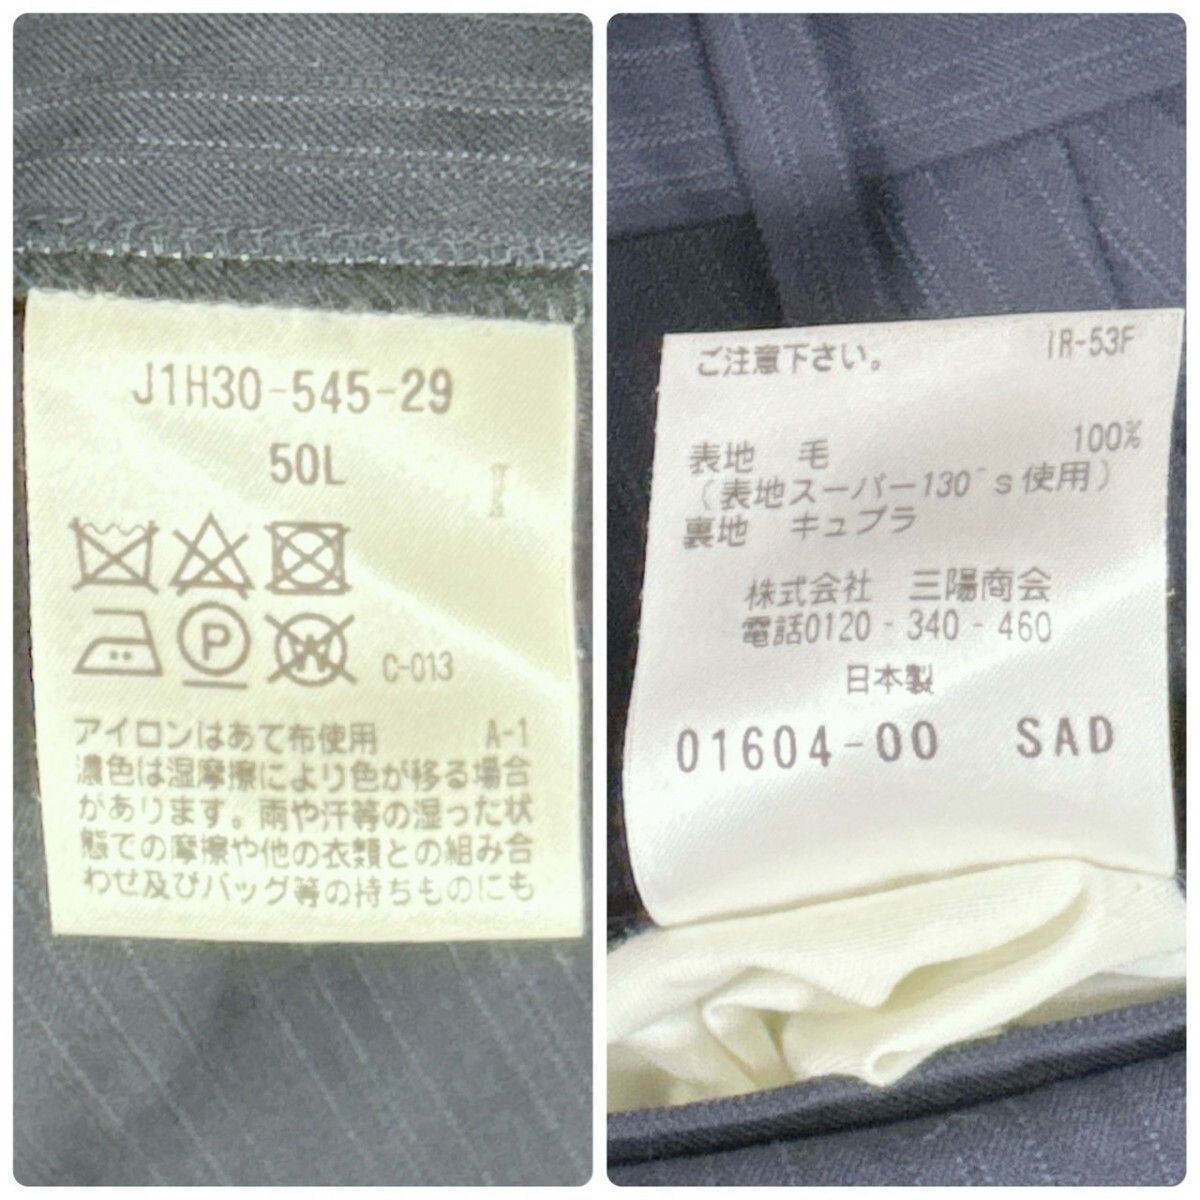 J1H30-545-29
50L
P
W
C-013
アイロンはあて布使用 A-1
濃色は湿摩擦により色が移る場合
があります。雨や汗等の湿った状
態での摩擦や他の衣類との組み合
わせ及びバッグ等の持ちものにも
ご注意下さい。 IR-53F
表地 毛 100%
(表地スーパー130`s使用)
裏地 キュプラ
株式会社 三陽商会
電話0120-340-460
日本製
01604-00 SAD